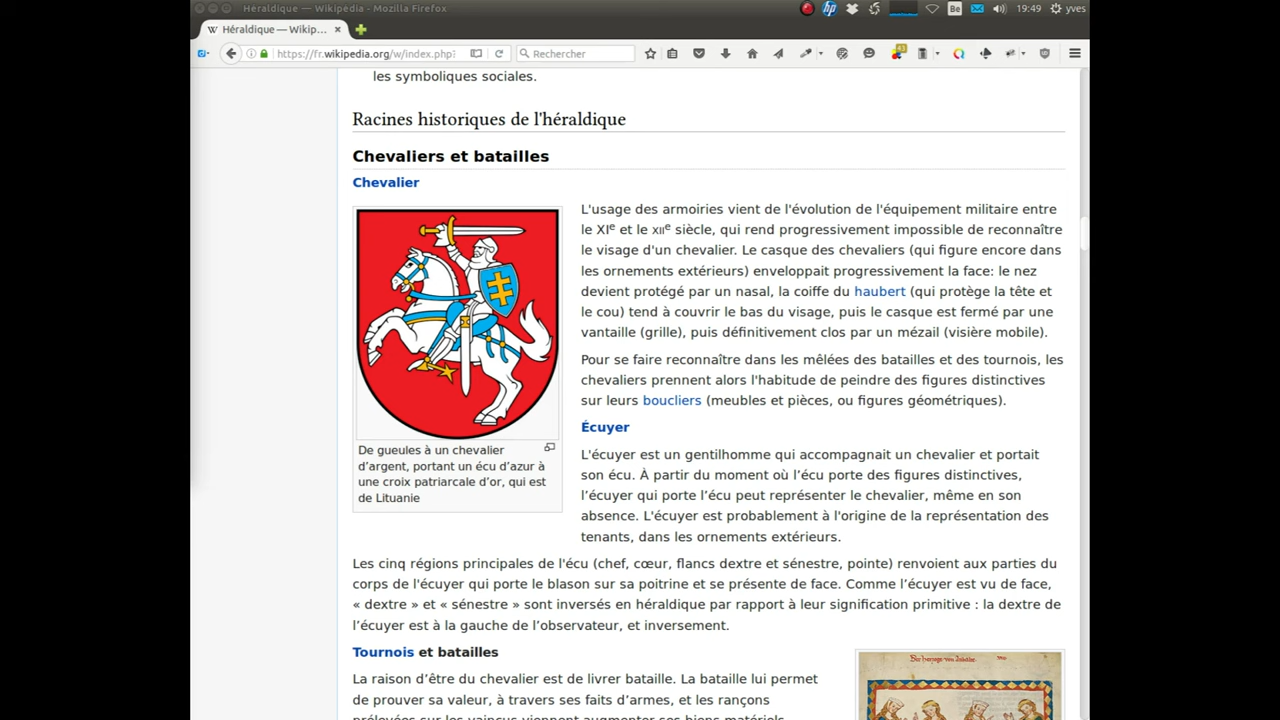 Héraldique — Wikipedia - Mozilla Firefox
Be
19:49
yves
W Héraldique — Wikip...
https://fr.wikipedia.org/w/index.php?
Rechercher
43
les symboliques sociales.
Racines historiques de l'héraldique
Chevaliers et batailles
Chevalier
L'usage des armoiries vient de l'évolution de l'équipement militaire entre
le XIe et le XIIe siècle, qui rend progressivement impossible de reconnaître
le visage d'un chevalier. Le casque des chevaliers (qui figure encore dans
les ornements extérieurs) enveloppait progressivement la face: le nez
devient protégé par un nasal, la coiffe du haubert (qui protège la tête et
le cou) tend à couvrir le bas du visage, puis le casque est fermé par une
vantaille (grille), puis définitivement clos par un mézail (visière mobile).
Pour se faire reconnaître dans les mêlées des batailles et des tournois, les
chevaliers prennent alors l'habitude de peindre des figures distinctives
sur leurs boucliers (meubles et pièces, ou figures géométriques).
De gueules à un chevalier
d’argent, portant un écu d’azur à
une croix patriarcale d’or, qui est
de Lituanie
Écuyer
L'écuyer est un gentilhomme qui accompagnait un chevalier et portait
son écu. À partir du moment où l’écu porte des figures distinctives,
l’écuyer qui porte l’écu peut représenter le chevalier, même en son
absence. L'écuyer est probablement à l'origine de la représentation des
tenants, dans les ornements extérieurs.
Les cinq régions principales de l'écu (chef, cœur, flancs dextre et sénestre, pointe) renvoient aux parties du
corps de l'écuyer qui porte le blason sur sa poitrine et se présente de face. Comme l’écuyer est vu de face,
« dextre » et « sénestre » sont inversés en héraldique par rapport à leur signification primitive : la dextre de
l’écuyer est à la gauche de l’observateur, et inversement.
Tournois et batailles
La raison d’être du chevalier est de livrer bataille. La bataille lui permet
de prouver sa valeur, à travers ses faits d’armes, et les rançons
prélevées sur les vaincus viennent augmenter ses biens matériels.